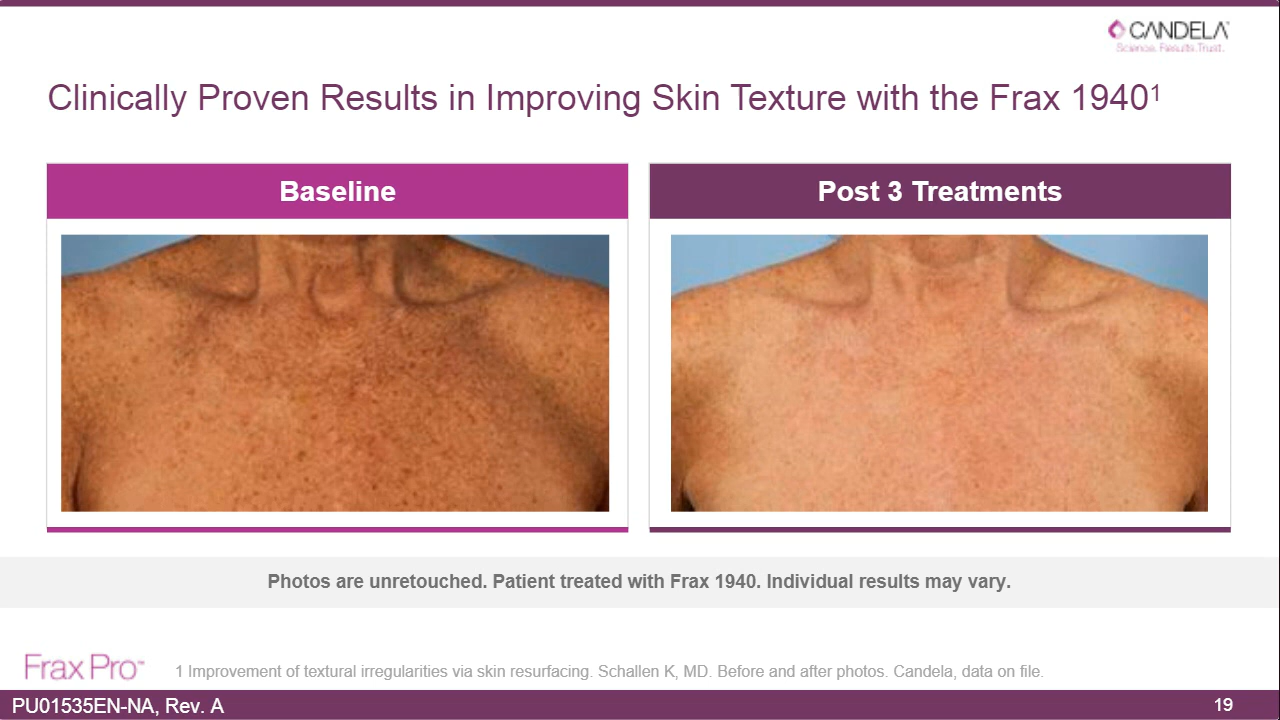 CANDELA™
Science. Results. Trust.
Clinically Proven Results in Improving Skin Texture with the Frax 1940¹
Baseline
Post 3 Treatments
Photos are unretouched. Patient treated with Frax 1940. Individual results may vary.
Frax Pro™
1 Improvement of textural irregularities via skin resurfacing. Schallen K, MD. Before and after photos. Candela, data on file.
PU01535EN-NA, Rev. A
19